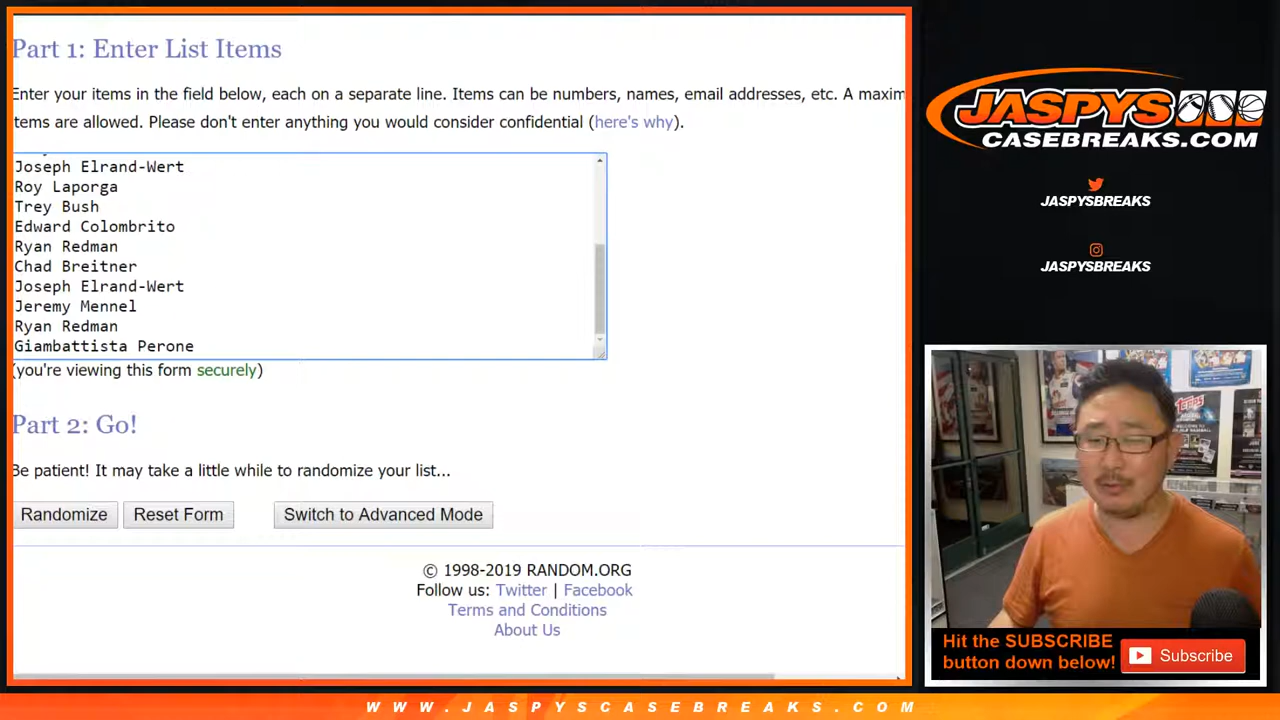 Part 1: Enter List Items
Enter your items in the field below, each on a separate line. Items can be numbers, names, email addresses, etc. A maxim
tems are allowed. Please don't enter anything you would consider confidential (here's why).
Joseph Elrand-Wert
Roy Laporga
Trey Bush
Edward Colombrito
Ryan Redman
Chad Breitner
Joseph Elrand-Wert
Jeremy Mennel
Ryan Redman
Giambattista Perone
(you're viewing this form securely)
Part 2: Go!
Be patient! It may take a little while to randomize your list...
Randomize
Reset Form
Switch to Advanced Mode
© 1998-2019 RANDOM.ORG
Follow us: Twitter | Facebook
Terms and Conditions
About Us
JASPYS
CASEBREAKS.COM
JASPYSBREAKS
JASPYSBREAKS
TOPPS
Hit the SUBSCRIBE
button down below!
Subscribe
WWW.JASPYSCASEBREAKS.COM